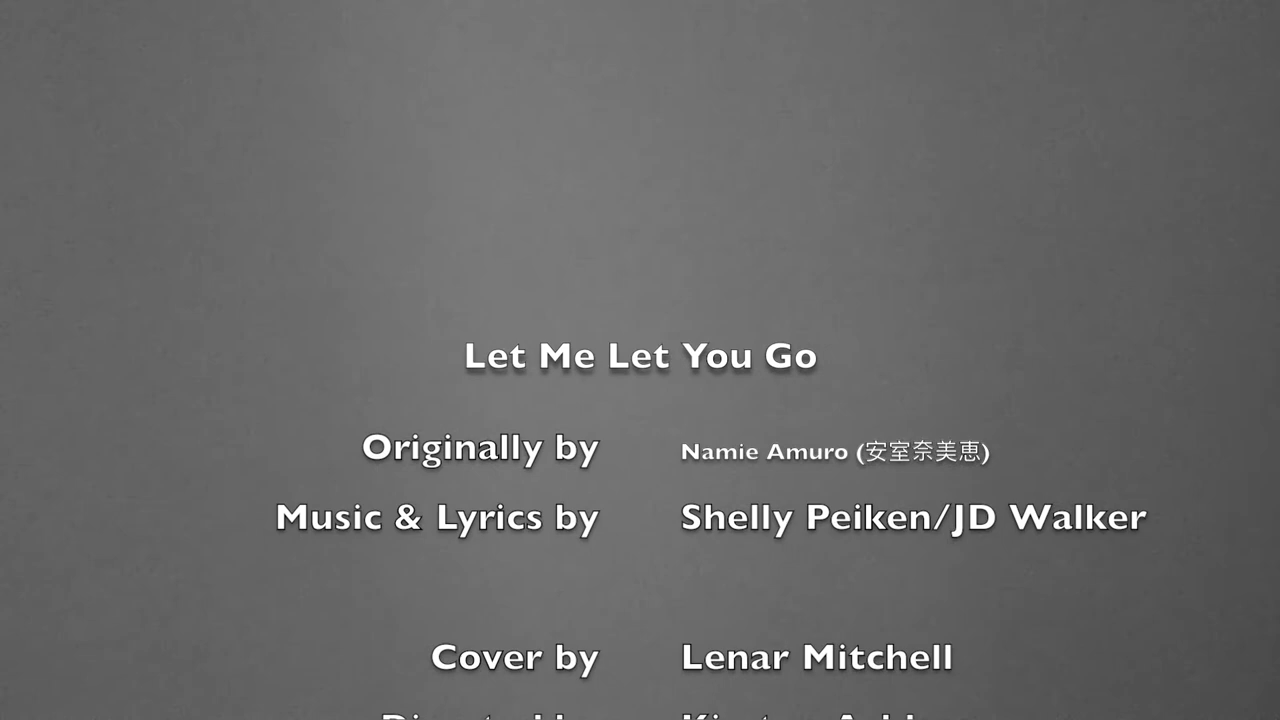 Let Me Let You Go
Originally by Namie Amuro (安室奈美恵)
Music & Lyrics by Shelly Peiken/JD Walker
Cover by Lenar Mitchell